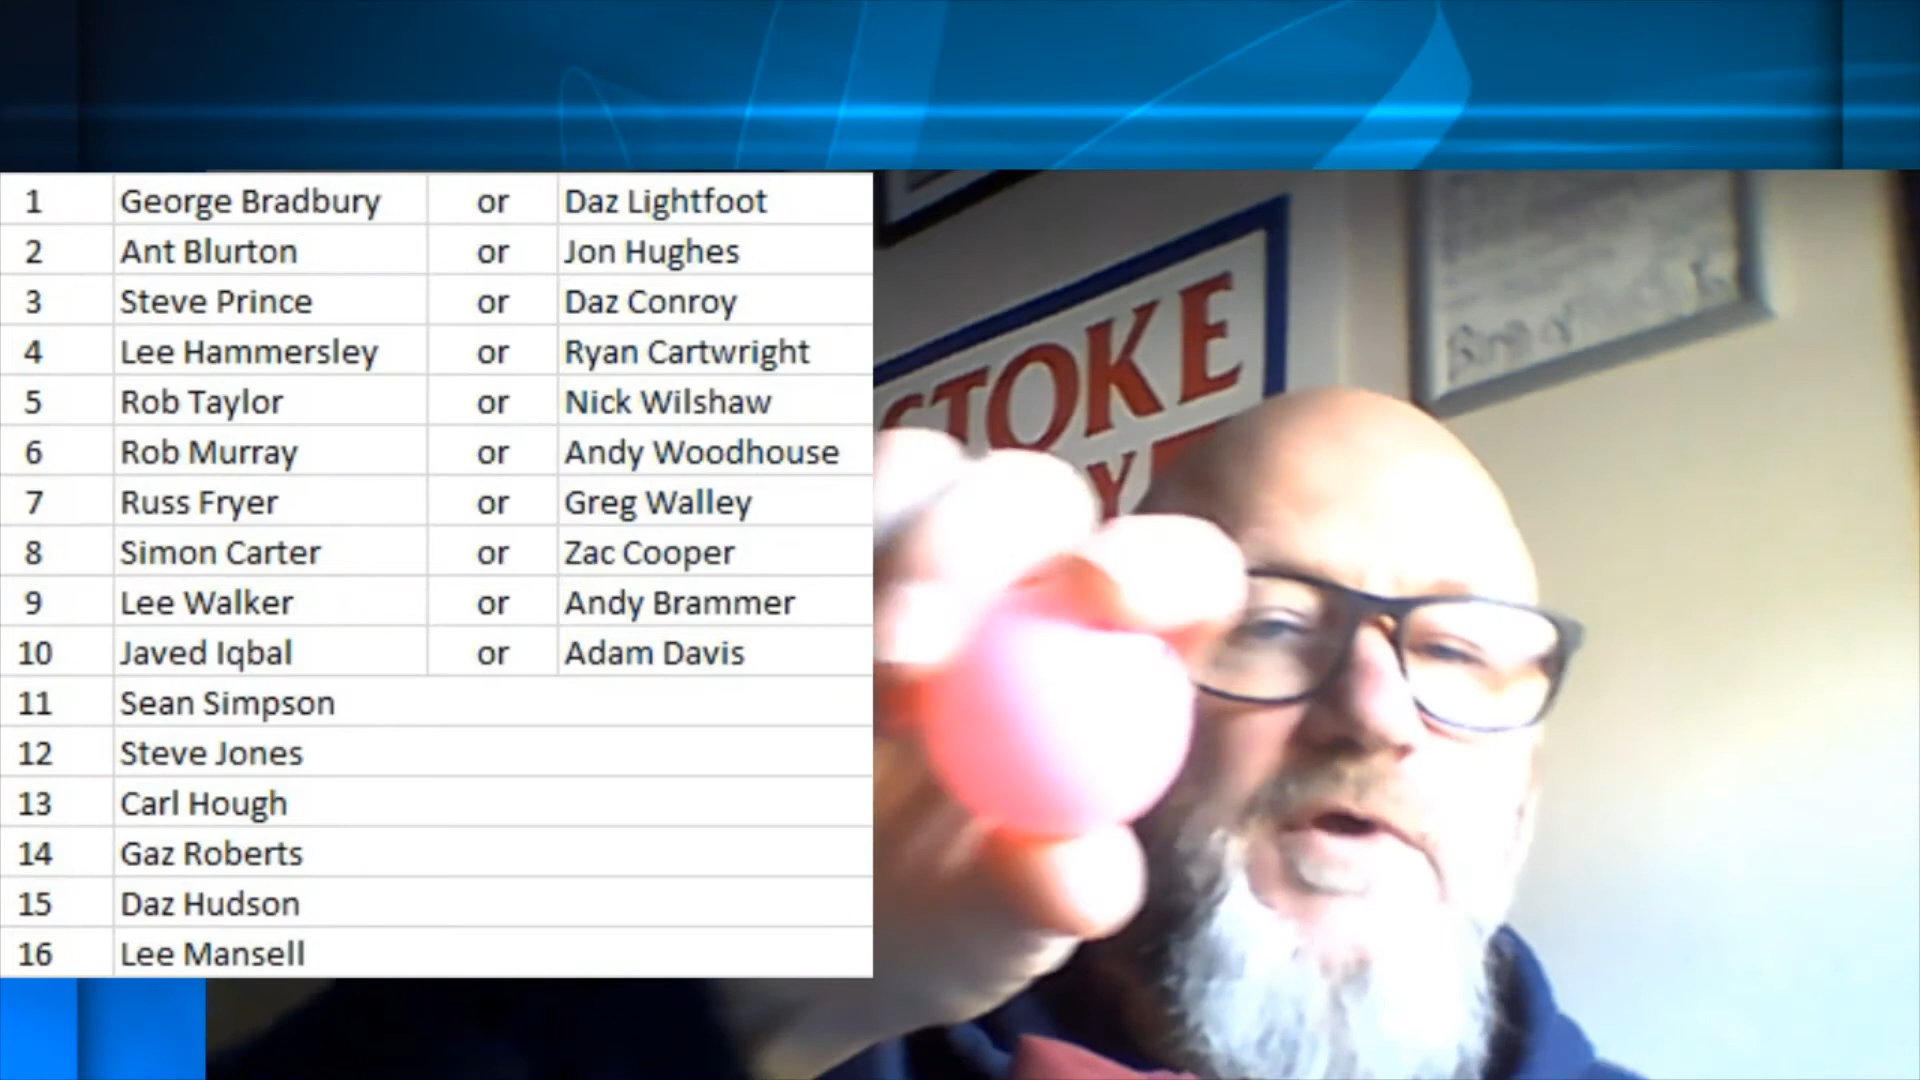 1 George Bradbury or Daz Lightfoot
2 Ant Blurton or Jon Hughes
3 Steve Prince or Daz Conroy
4 Lee Hammersley or Ryan Cartwright
5 Rob Taylor or Nick Wilshaw
6 Rob Murray or Andy Woodhouse
7 Russ Fryer or Greg Walley
8 Simon Carter or Zac Cooper
9 Lee Walker or Andy Brammer
10 Javed Iqbal or Adam Davis
11 Sean Simpson
12 Steve Jones
13 Carl Hough
14 Gaz Roberts
15 Daz Hudson
16 Lee Mansell
STOKE